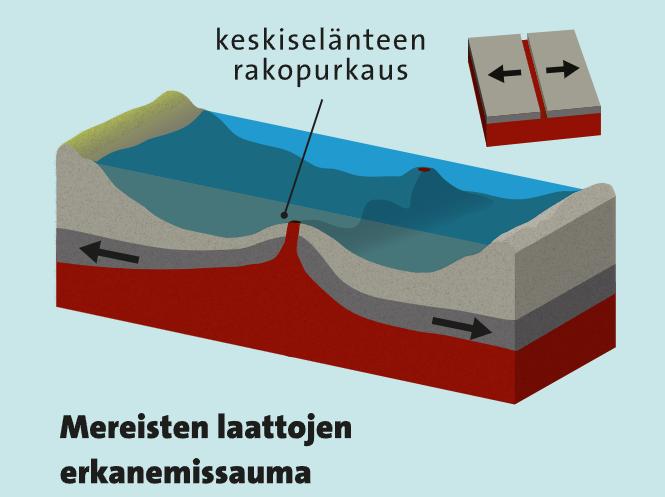 keskiselänteen
rakopurkaus
Mereisten laattojen
erkanemissauma